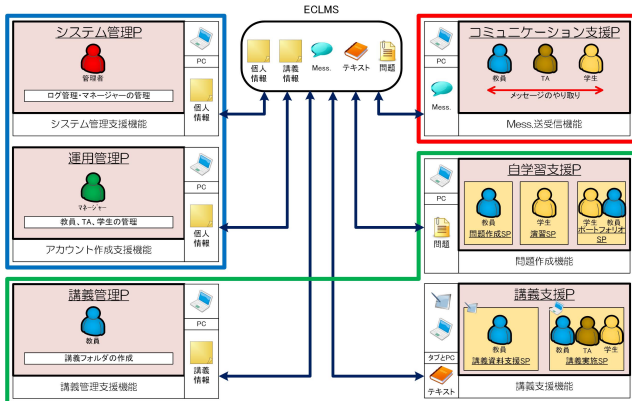 ECLMS
個人
情報
講義
情報
Mess.
テキスト
問題
システム管理P
管理者
ログ管理・マネージャーの管理
システム管理支援機能
PC
個人
情報
運用管理P
マネージャー
教員、TA、学生の管理
アカウント作成支援機能
PC
個人
情報
講義管理P
教員
講義フォルダの作成
講義管理支援機能
PC
講義
情報
PC
Mess.
コミュニケーション支援P
教員
TA
学生
メッセージのやり取り
Mess.送受信機能
PC
問題
自学習支援P
教員
問題作成SP
学生
演習SP
学生
教員
ポートフォリオ
SP
問題作成機能
タブとPC
テキスト
講義支援P
教員
講義資料支援SP
教員
TA
学生
講義実施SP
講義支援機能